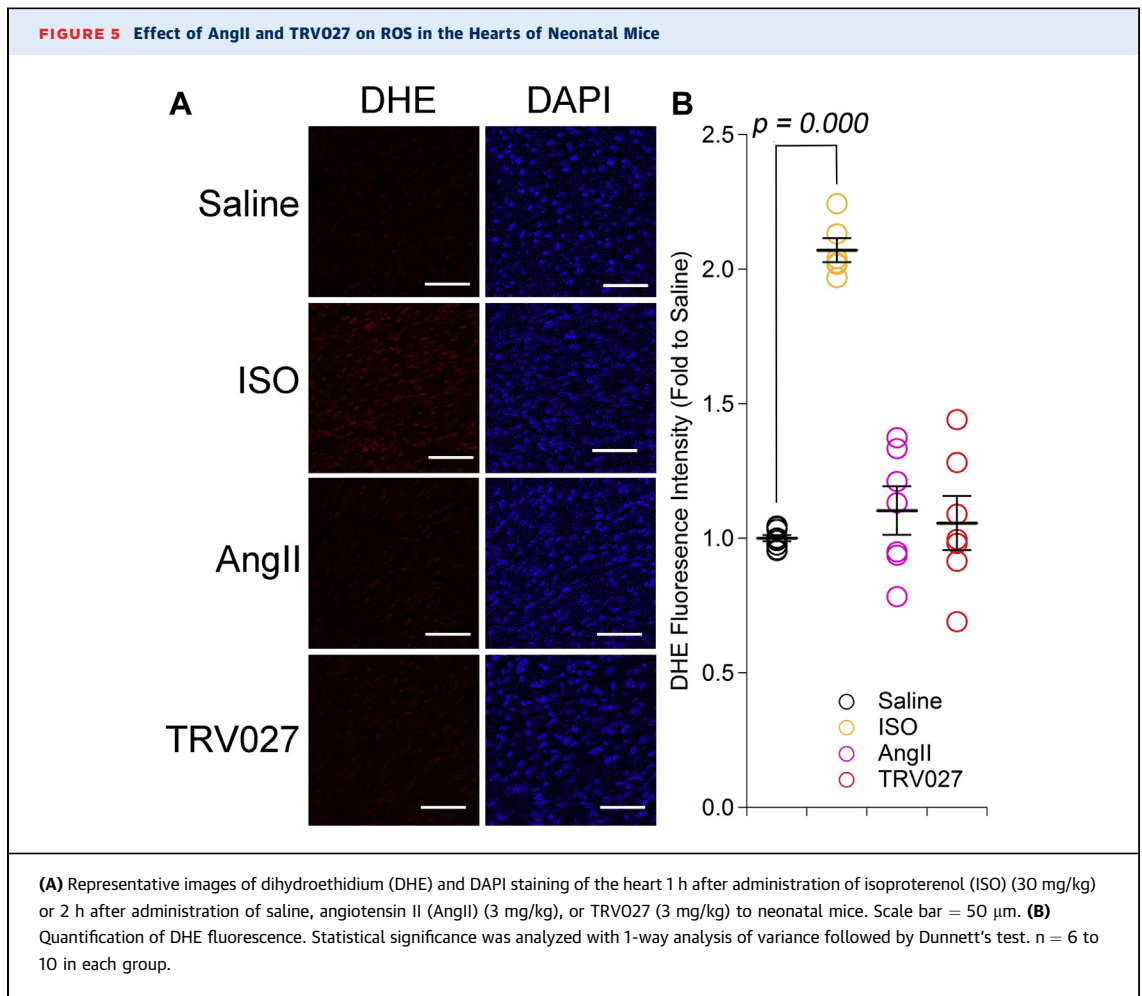 FIGURE 5 Effect of AngII and TRV027 on ROS in the Hearts of Neonatal Mice
A
DHE
DAPI
Saline
ISO
AngII
TRV027
B
p = 0.000
DHE Fluoresence Intensity (Fold to Saline)
2.5
2.0
1.5
1.0
0.5
0.0
Saline
ISO
AngII
TRV027
(A) Representative images of dihydroethidium (DHE) and DAPI staining of the heart 1 h after administration of isoproterenol (ISO) (30 mg/kg)
or 2 h after administration of saline, angiotensin II (AngII) (3 mg/kg), or TRV027 (3 mg/kg) to neonatal mice. Scale bar = 50 μm. (B)
Quantification of DHE fluorescence. Statistical significance was analyzed with 1-way analysis of variance followed by Dunnett's test. n = 6 to
10 in each group.